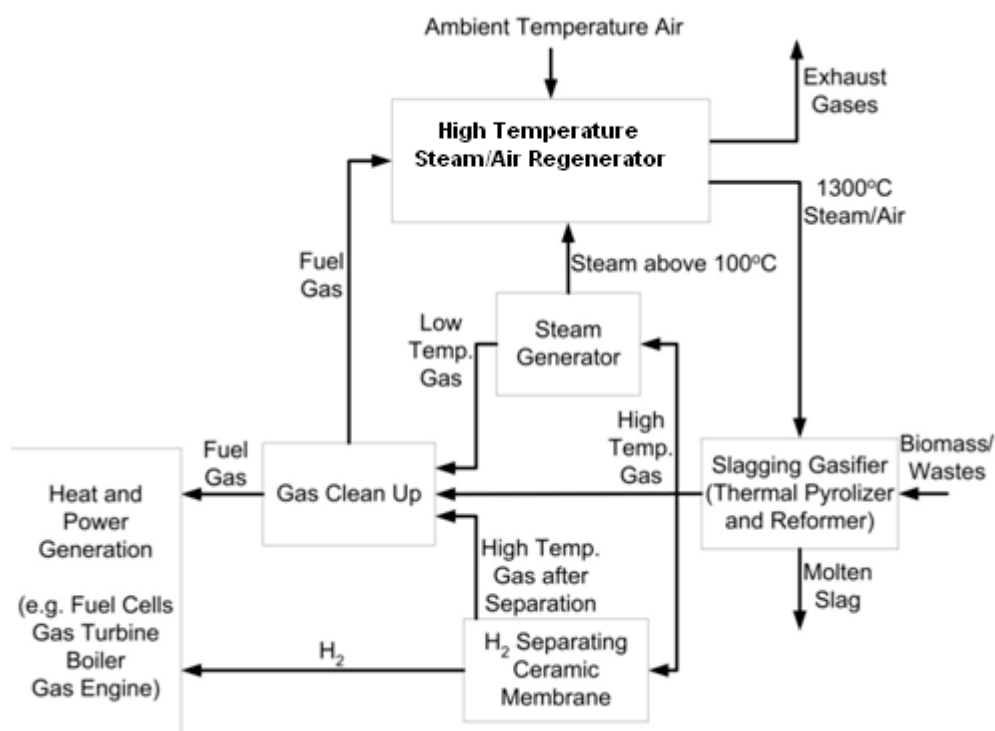 Ambient Temperature Air
Exhaust
Gases
High Temperature
Steam/Air Regenerator
1300°C
Steam/Air
Fuel
Gas
Steam above 100°C
Low
Temp.
Gas
Steam
Generator
High
Temp.
Gas
Biomass/
Wastes
Slagging Gasifier
(Thermal Pyrolizer
and Reformer)
Fuel
Gas
Gas Clean Up
Heat and
Power
Generation
(e.g. Fuel Cells
Gas Turbine
Boiler
Gas Engine)
High Temp.
Gas after
Separation
Molten
Slag
H₂
H₂ Separating
Ceramic
Membrane